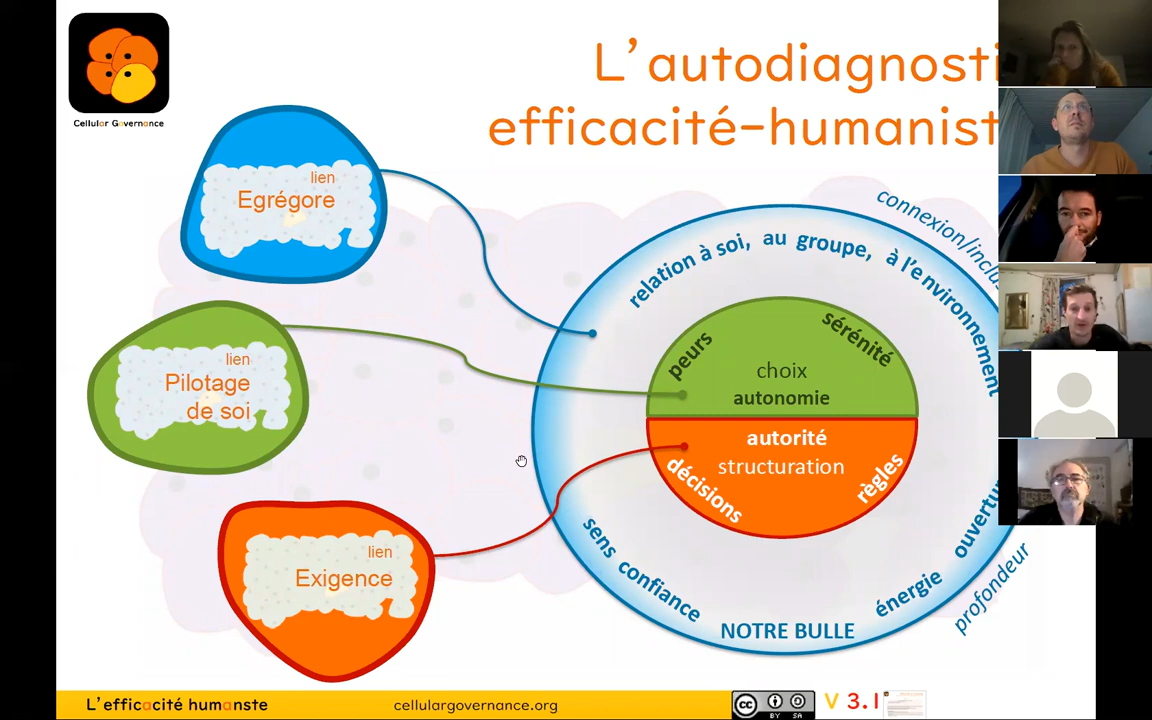 L'autodiagnosti
efficacité-humanist
Cellular Governance
lien
Egrégore
lien
Pilotage
de soi
lien
Exigence
connexion/inclus
relation à soi, au groupe, à l'environnement
peurs
sérénité
choix
autonomie
autorité
structuration
décisions
règles
sens confiance
NOTRE BULLE
énergie ouvertu
profondeur
L'efficacité humanste
cellulargovernance.org
cc
BY SA
V 3.1